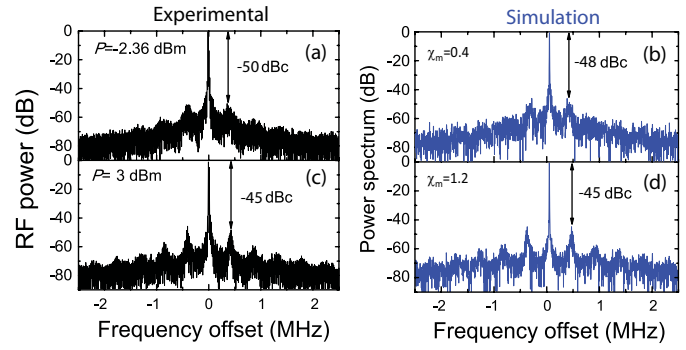 Experimental
Simulation
0
-20
-40
-60
-80
P=-2.36 dBm
(a)
-50 dBc
0
-20
-40
-60
-80
χm=0.4
(b)
-48 dBc
0
-20
-40
-60
-80
P= 3 dBm
(c)
-45 dBc
0
-20
-40
-60
-80
χm=1.2
(d)
-45 dBc
RF power (dB)
Power spectrum (dB)
-2 -1 0 1 2
-2 -1 0 1 2
Frequency offset (MHz)
Frequency offset (MHz)